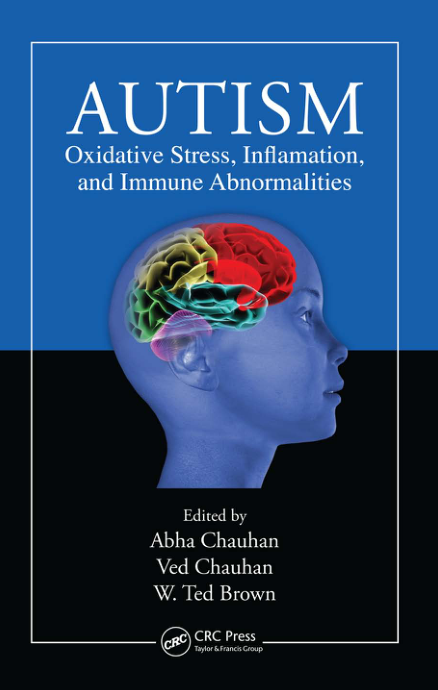 AUTISM
Oxidative Stress, Inflamation,
and Immune Abnormalities
Edited by
Abha Chauhan
Ved Chauhan
W. Ted Brown
CRC
CRC Press
Taylor & Francis Group